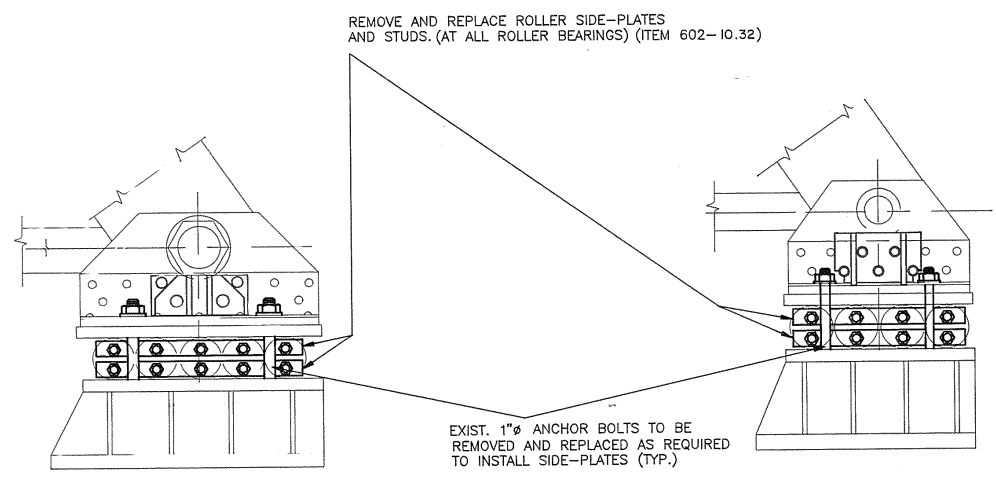 REMOVE AND REPLACE ROLLER SIDE-PLATES
AND STUDS. (AT ALL ROLLER BEARINGS) (ITEM 602-10.32)
EXIST. 1"ø ANCHOR BOLTS TO BE
REMOVED AND REPLACED AS REQUIRED
TO INSTALL SIDE-PLATES (TYP.)